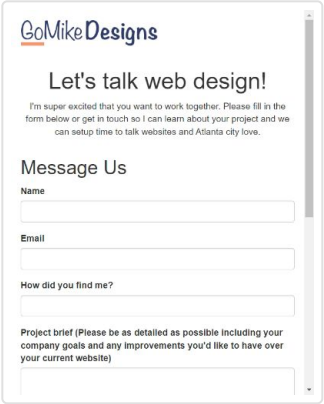 GoMikeDesigns
Let's talk web design!
I'm super excited that you want to work together. Please fill in the
form below or get in touch so I can learn about your project and we
can setup time to talk websites and Atlanta city love.
Message Us
Name
Email
How did you find me?
Project brief (Please be as detailed as possible including your
company goals and any improvements you'd like to have over
your current website)